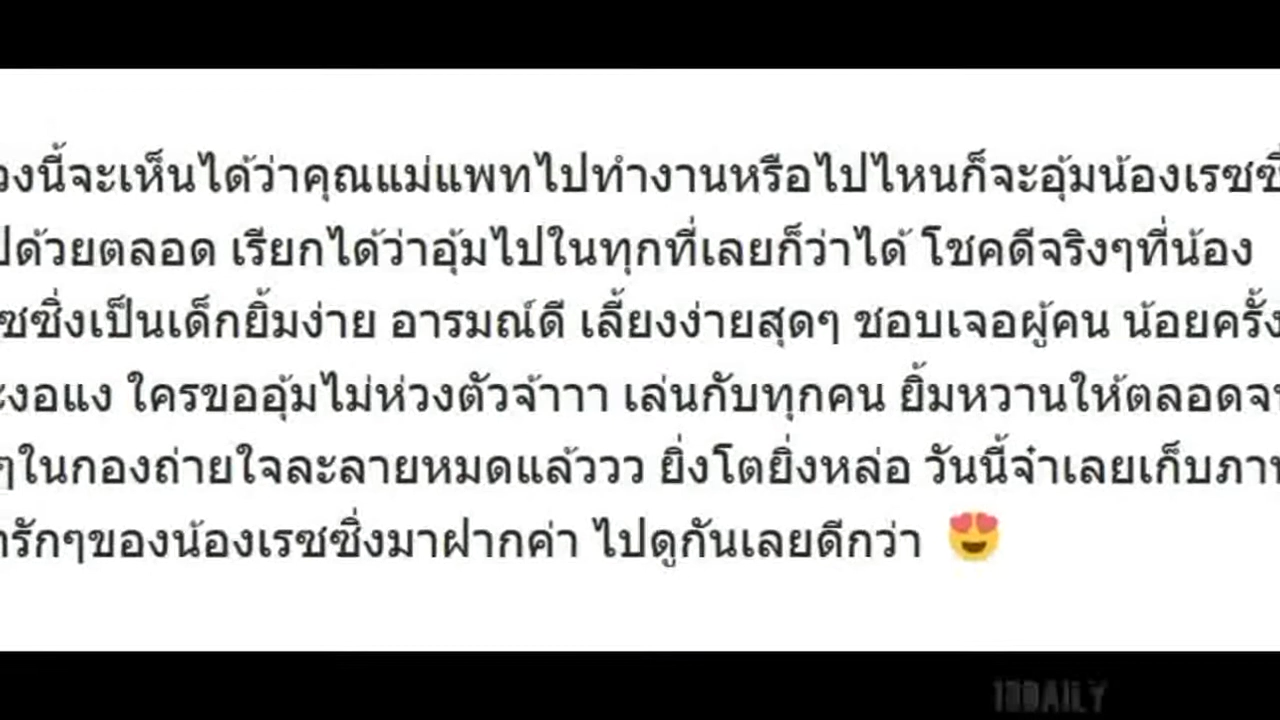 วงนี้จะเห็นได้ว่าคุณแม่แพทไปทำงานหรือไปไหนก็จะอุ้มน้องเรซซิ
ปด้วยตลอด เรียกได้ว่าอุ้มไปในทุกที่เลยก็ว่าได้ โชคดีจริงๆที่น้อง
ซซิ่งเป็นเด็กยิ้มง่าย อารมณ์ดี เลี้ยงง่ายสุดๆ ชอบเจอผู้คน น้อยครั้ง
ะงอแง ใครขออุ้มไม่ห่วงตัวจ้าาา เล่นกับทุกคน ยิ้มหวานให้ตลอดจน
ๆในกองถ่ายใจละลายหมดแล้ววว ยิ่งโตยิ่งหล่อ วันนี้จ๋าเลยเก็บภาพ
ารักๆของน้องเรซซิ่งมาฝากค่า ไปดูกันเลยดีกว่า 😍